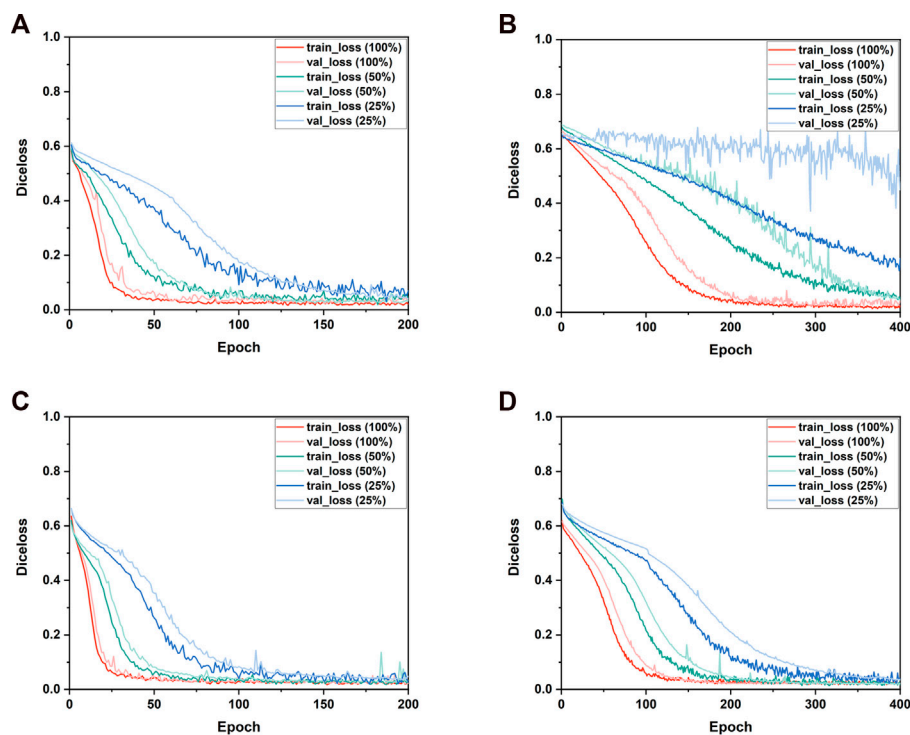 A
1.0
0.8
0.6
0.4
0.2
0.0
Diceloss
train_loss (100%)
val_loss (100%)
train_loss (50%)
val_loss (50%)
train_loss (25%)
val_loss (25%)
0 50 100 150 200
Epoch
B
1.0
0.8
0.6
0.4
0.2
0.0
Diceloss
train_loss (100%)
val_loss (100%)
train_loss (50%)
val_loss (50%)
train_loss (25%)
val_loss (25%)
0 100 200 300 400
Epoch
C
1.0
0.8
0.6
0.4
0.2
0.0
Diceloss
train_loss (100%)
val_loss (100%)
train_loss (50%)
val_loss (50%)
train_loss (25%)
val_loss (25%)
0 50 100 150 200
Epoch
D
1.0
0.8
0.6
0.4
0.2
0.0
Diceloss
train_loss (100%)
val_loss (100%)
train_loss (50%)
val_loss (50%)
train_loss (25%)
val_loss (25%)
0 100 200 300 400
Epoch